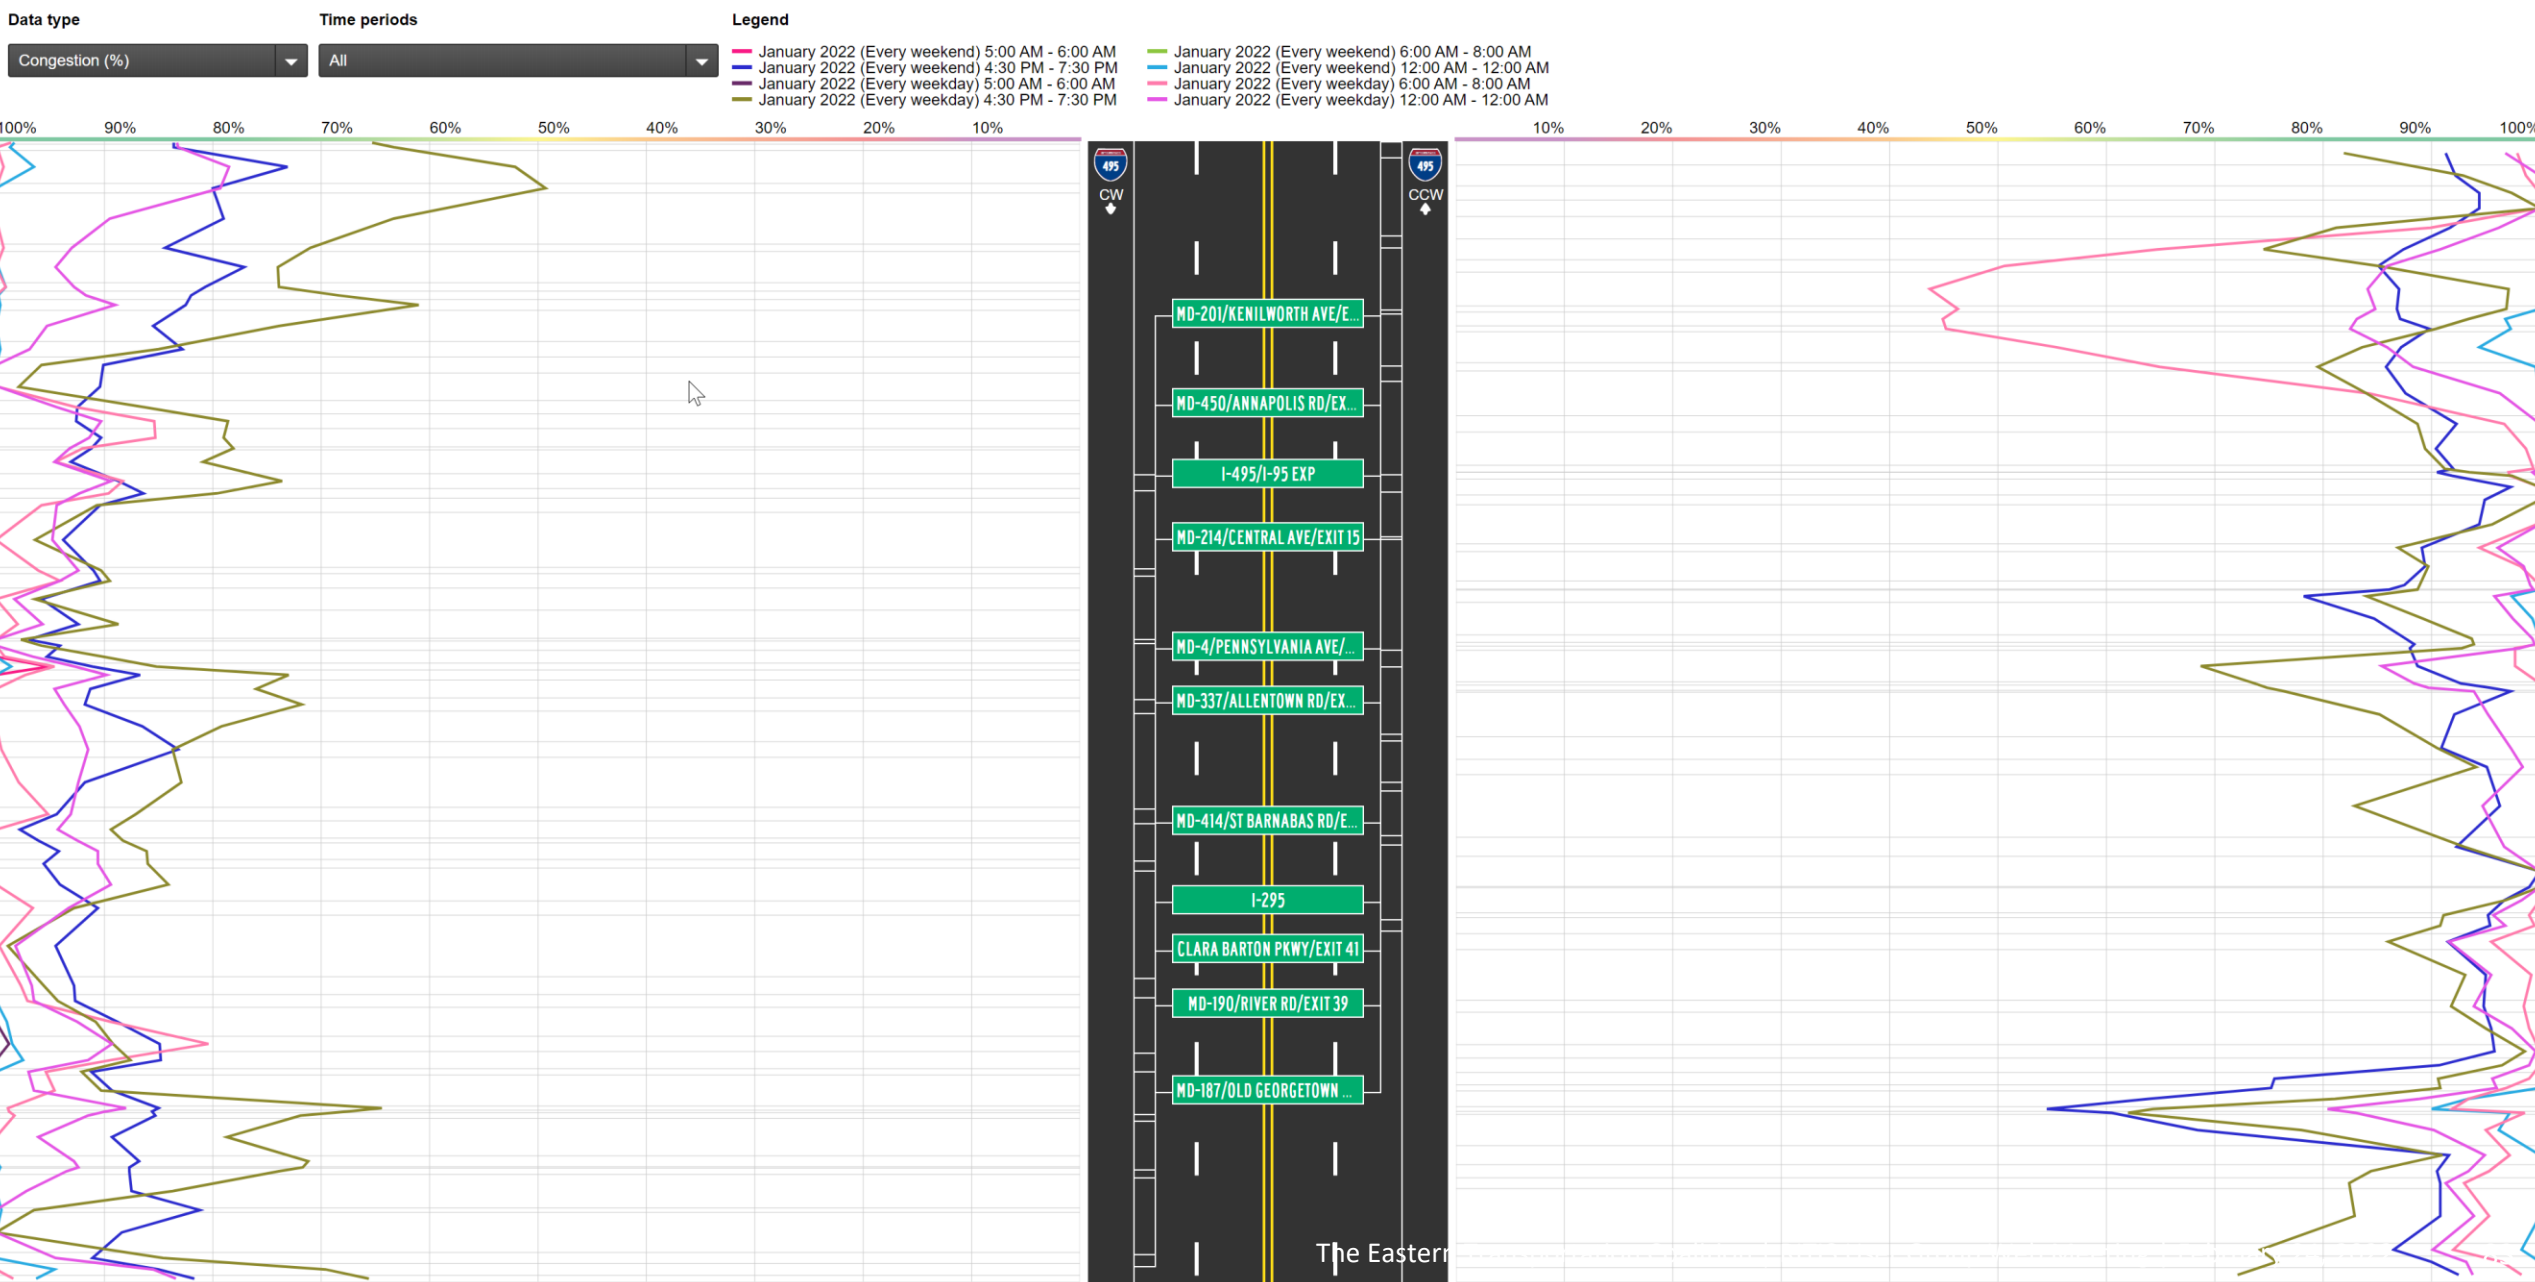 Data type
Time periods
Legend
Congestion (%)
All
January 2022 (Every weekend) 5:00 AM - 6:00 AM
January 2022 (Every weekend) 4:30 PM - 7:30 PM
January 2022 (Every weekday) 5:00 AM - 6:00 AM
January 2022 (Every weekday) 4:30 PM - 7:30 PM
January 2022 (Every weekend) 6:00 AM - 8:00 AM
January 2022 (Every weekend) 12:00 AM - 12:00 AM
January 2022 (Every weekday) 6:00 AM - 8:00 AM
January 2022 (Every weekday) 12:00 AM - 12:00 AM
100% 90% 80% 70% 60% 50% 40% 30% 20% 10%
10% 20% 30% 40% 50% 60% 70% 80% 90% 100%
495
CW
495
CCW
MD-201/KENILWORTH AVE/E...
MD-450/ANNAPOLIS RD/EX...
I-495/I-95 EXP
MD-214/CENTRAL AVE/EXIT 15
MD-4/PENNSYLVANIA AVE/...
MD-337/ALLENTOWN RD/EX...
MD-414/ST BARNABAS RD/E...
I-295
CLARA BARTON PKWY/EXIT 41
MD-190/RIVER RD/EXIT 39
MD-187/OLD GEORGETOWN ...
The Eastern